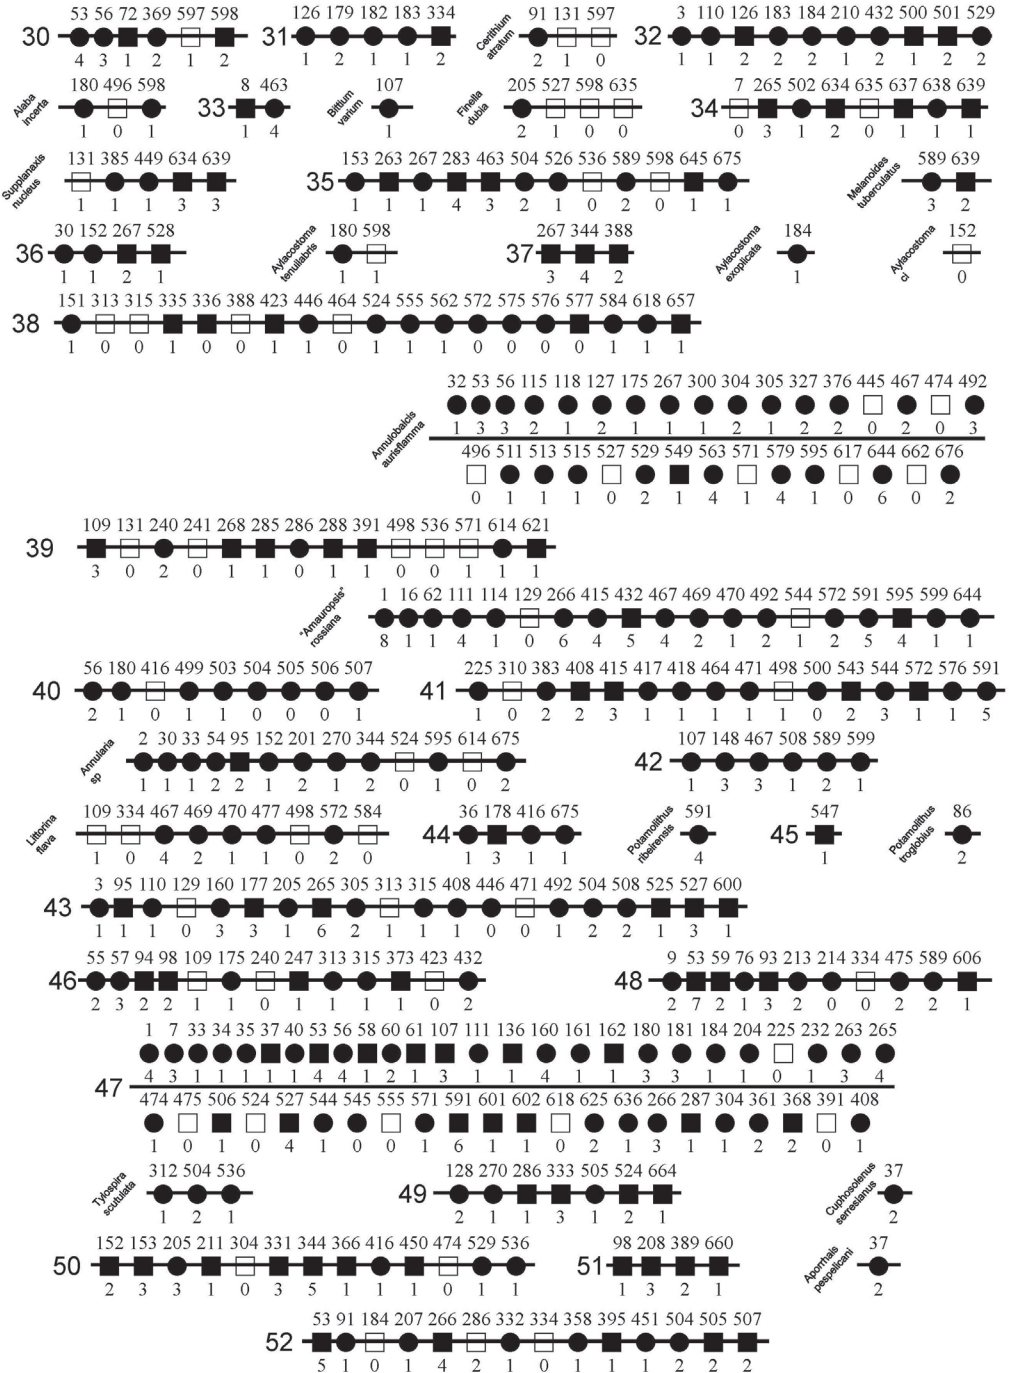 53 56 72 369 597 598
30
4 3 1 2 1 2
126 179 182 183 334
31
1 2 1 1 2
91 131 597
Cerithium atratum
2 1 0
3 110 126 183 184 210 432 500 501 529
32
1 1 2 1 1 2 2 1 2 2
180 496 598
Alaba incerta
1 0 1
8 463
33
1 4
107
Bittium varium
1
205 527 598 635
Finella dubia
2 1 0 0
7 265 502 634 635 637 638 639
34
0 3 1 2 0 1 1 1
131 385 449 634 639
Supplanaxis nucleus
1 1 1 3 3
153 263 267 283 463 504 526 536 589 598 645 675
35
1 1 1 4 3 2 1 0 2 0 1 1
589 639
Melanoides tuberculatus
3 2
30 152 267 528
36
1 1 2 1
180 598
Aylacostoma tenuilabris
1 1
267 344 388
37
3 4 2
184
Aylacostoma exoplicata
1
152
Aylacostoma ci
0
151 313 315 335 336 388 423 446 464 524 555 562 572 575 576 577 584 618 657
38
1 0 0 1 0 0 1 1 0 1 1 1 0 0 0 0 1 1 1
32 53 56 115 118 127 175 267 300 304 305 327 376 445 467 474 492
1 3 3 2 1 2 1 1 1 2 1 2 2 0 2 0 3
Annulobalcis aurisflamma
496 511 513 515 527 529 549 563 571 579 595 617 644 662 676
0 1 1 1 0 2 1 4 1 4 1 0 6 0 2
109 131 240 241 268 285 286 288 391 498 536 571 614 621
39
3 0 2 0 1 1 0 1 1 0 0 1 1 1
1 16 62 111 114 129 266 415 432 467 469 470 492 544 572 591 595 599 644
"Amauropsis" rossiana
8 1 1 4 1 0 6 4 5 4 2 1 2 1 2 5 4 1 1
56 180 416 499 503 504 505 506 507
40
2 1 0 1 1 0 0 0 1
225 310 383 408 415 417 418 464 471 498 500 543 544 572 576 591
41
1 0 2 2 3 1 1 1 1 1 0 2 3 1 1 5
2 30 33 54 95 152 201 270 344 524 595 614 675
Annularia sp
1 1 1 2 2 1 2 1 2 0 1 0 2
107 148 467 508 589 599
42
1 3 3 1 2 1
109 334 467 469 470 477 498 572 584
Littorina flava
1 0 4 2 1 1 0 2 0
36 178 416 675
44
1 3 1 1
591
Potamolithus ribeirensis
4
547
45
1
86
Potamolithus troglobius
2
3 95 110 129 160 177 205 265 305 313 315 408 446 471 492 504 508 525 527 600
43
1 1 1 0 3 3 1 6 2 1 1 1 0 0 1 2 2 1 3 1
55 57 94 98 109 175 240 247 313 315 373 423 432
46
2 3 2 2 1 1 0 1 1 1 1 0 2
9 53 59 76 93 213 214 334 475 589 606
48
2 7 2 1 3 2 0 0 2 2 1
1 7 33 34 35 37 40 53 56 58 60 61 107 111 136 160 161 162 180 181 184 204 225 232 263 265
4 3 1 1 1 1 1 4 4 1 2 1 3 1 1 4 1 1 3 3 1 1 0 1 3 4
47
474 475 506 524 527 544 545 555 571 591 601 602 618 625 636 266 287 304 361 368 391 408
1 0 1 0 4 1 0 0 1 6 1 1 0 2 1 3 1 1 2 2 0 1
312 504 536
Tylospira scutulata
1 2 1
128 270 286 333 505 524 664
49
2 1 1 3 1 2 1
37
Cuphosolenus serresianus
2
152 153 205 211 304 331 344 366 416 450 474 529 536
50
2 3 3 1 0 3 5 1 1 1 0 1 1
98 208 389 660
51
1 3 2 1
37
Aporrhais pespelicani
2
53 91 184 207 266 286 332 334 358 395 451 504 505 507
52
5 1 0 1 4 2 1 0 1 1 1 2 2 2